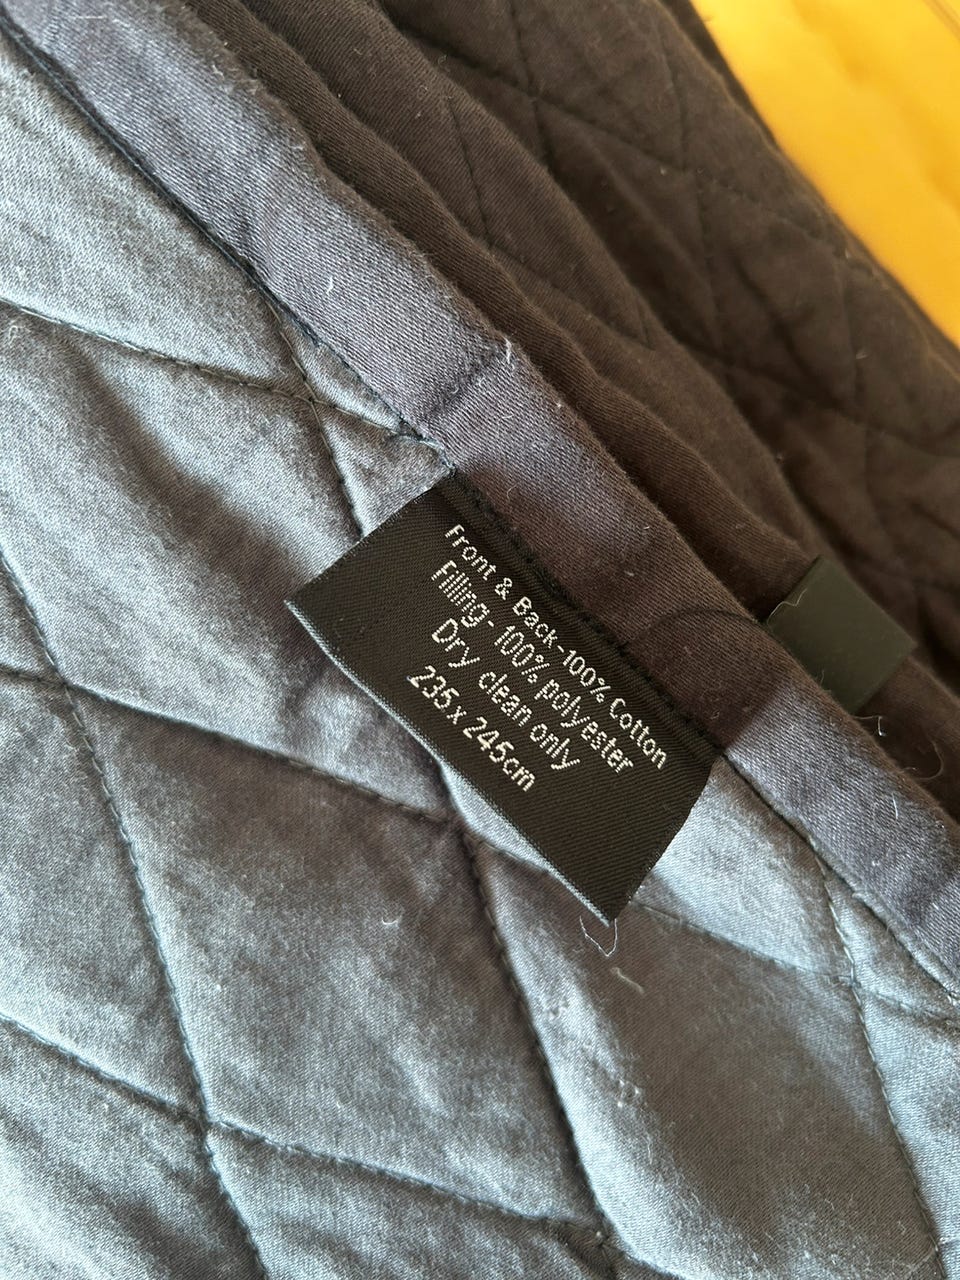 Front & Back-100% Cotton
Filling-100% polyester
Dry clean only
235 x 245cm